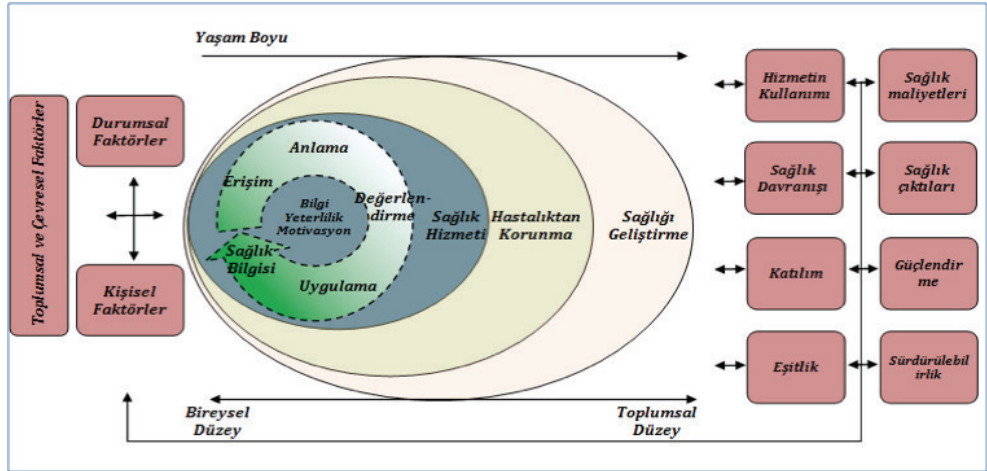 Yaşam Boyu
Toplumsal ve Çevresel Faktörler
Durumsal
Faktörler
Kişisel
Faktörler
Anlama
Erişim
Değerlen-
dirme
Bilgi
Yeterlilik
Motivasyon
Sağlık
Bilgisi
Uygulama
Sağlık
Hizmeti
Hastalıktan
Korunma
Sağlığı
Geliştirme
Bireysel
Düzey
Toplumsal
Düzey
Hizmetin
Kullanımı
Sağlık
maliyetleri
Sağlık
Davranışı
Sağlık
çıktıları
Katılım
Güçlendir
me
Eşitlik
Sürdürülebil
irlik